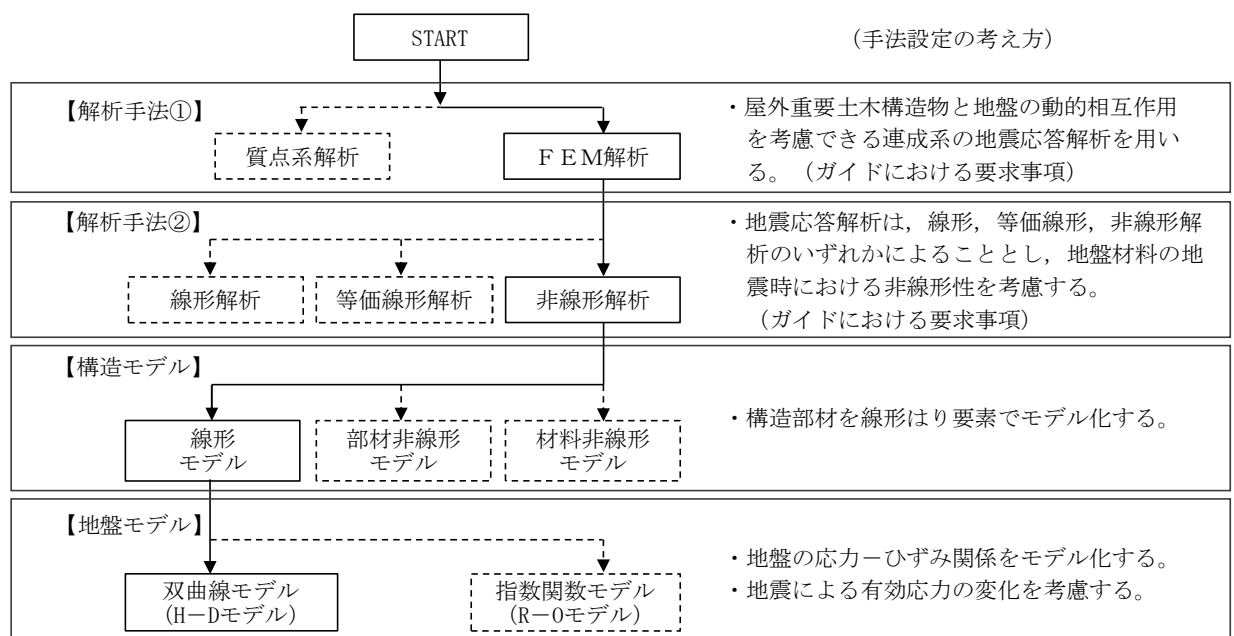 START
(手法設定の考え方)
【解析手法①】
質点系解析
FEM解析
・屋外重要土木構造物と地盤の動的相互作用
を考慮できる連成系の地震応答解析を用い
る。(ガイドにおける要求事項)
【解析手法②】
線形解析
等価線形解析
非線形解析
・地震応答解析は，線形，等価線形，非線形解
析のいずれかによることとし，地盤材料の地
震時における非線形性を考慮する。
(ガイドにおける要求事項)
【構造モデル】
線形
モデル
部材非線形
モデル
材料非線形
モデル
・構造部材を線形はり要素でモデル化する。
【地盤モデル】
双曲線モデル
(H－Dモデル)
指数関数モデル
(R－Oモデル)
・地盤の応力－ひずみ関係をモデル化する。
・地震による有効応力の変化を考慮する。